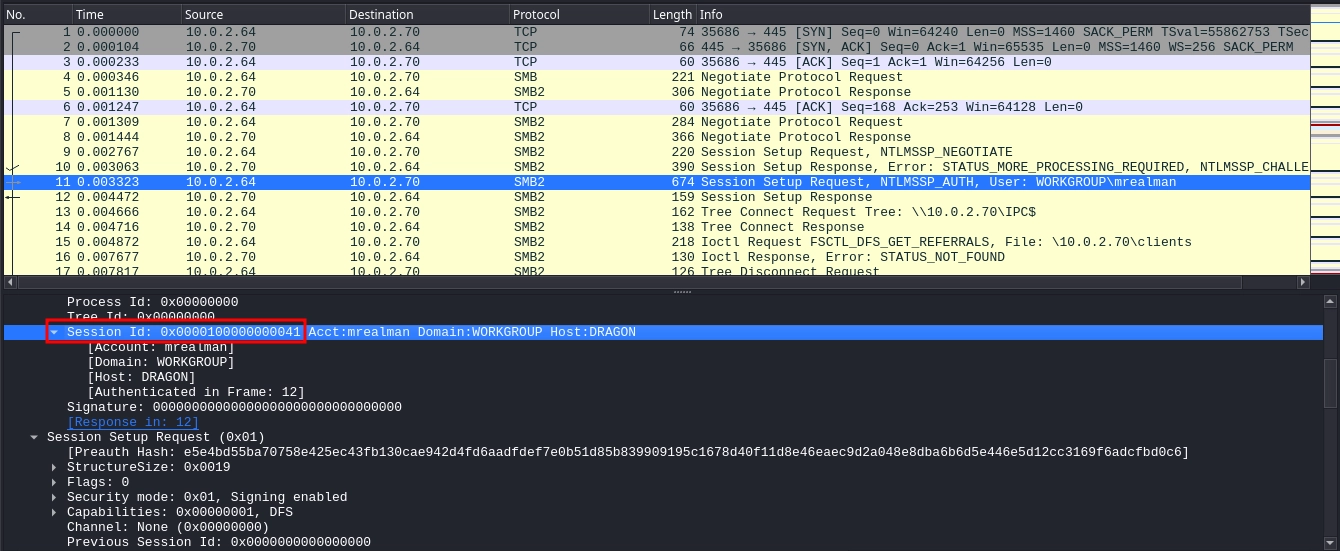 No. Time Source Destination Protocol Length Info
1 0.000000 10.0.2.64 10.0.2.70 TCP 74 35686 → 445 [SYN] Seq=0 Win=64240 Len=0 MSS=1460 SACK_PERM TSval=55862753 TSec
2 0.000104 10.0.2.70 10.0.2.64 TCP 66 445 → 35686 [SYN, ACK] Seq=0 Ack=1 Win=65535 Len=0 MSS=1460 WS=256 SACK_PERM
3 0.000233 10.0.2.64 10.0.2.70 TCP 60 35686 → 445 [ACK] Seq=1 Ack=1 Win=64256 Len=0
4 0.000346 10.0.2.64 10.0.2.70 SMB 221 Negotiate Protocol Request
5 0.001130 10.0.2.70 10.0.2.64 SMB2 306 Negotiate Protocol Response
6 0.001247 10.0.2.64 10.0.2.70 TCP 60 35686 → 445 [ACK] Seq=168 Ack=253 Win=64128 Len=0
7 0.001309 10.0.2.64 10.0.2.70 SMB2 284 Negotiate Protocol Request
8 0.001444 10.0.2.70 10.0.2.64 SMB2 366 Negotiate Protocol Response
9 0.002767 10.0.2.64 10.0.2.70 SMB2 220 Session Setup Request, NTLMSSP_NEGOTIATE
10 0.003063 10.0.2.70 10.0.2.64 SMB2 390 Session Setup Response, Error: STATUS_MORE_PROCESSING_REQUIRED, NTLMSSP_CHALLE
11 0.003323 10.0.2.64 10.0.2.70 SMB2 674 Session Setup Request, NTLMSSP_AUTH, User: WORKGROUP\mrealman
12 0.004472 10.0.2.70 10.0.2.64 SMB2 159 Session Setup Response
13 0.004666 10.0.2.64 10.0.2.70 SMB2 162 Tree Connect Request Tree: \\10.0.2.70\IPC$
14 0.004716 10.0.2.70 10.0.2.64 SMB2 138 Tree Connect Response
15 0.004872 10.0.2.64 10.0.2.70 SMB2 218 Ioctl Request FSCTL_DFS_GET_REFERRALS, File: \10.0.2.70\clients
16 0.007677 10.0.2.70 10.0.2.64 SMB2 130 Ioctl Response, Error: STATUS_NOT_FOUND
17 0.007817 10.0.2.64 10.0.2.70 SMB2 126 Tree Disconnect Request
Process Id: 0x00000000
Tree Id: 0x00000000
Session Id: 0x0000100000000041 Acct:mrealman Domain:WORKGROUP Host:DRAGON
[Account: mrealman]
[Domain: WORKGROUP]
[Host: DRAGON]
[Authenticated in Frame: 12]
Signature: 00000000000000000000000000000000
[Response in: 12]
Session Setup Request (0x01)
[Preauth Hash: e5e4bd55ba70758e425ec43fb130cae942d4fd6aadfdef7e0b51d85b839909195c1678d40f11d8e46eaec9d2a048e8dba6b6d5e446e5d12cc3169f6adcfbd0c6]
StructureSize: 0x0019
Flags: 0
Security mode: 0x01, Signing enabled
Capabilities: 0x00000001, DFS
Channel: None (0x00000000)
Previous Session Id: 0x0000000000000000